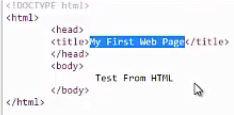 <!DOCTYPE html>
<html>
<head>
<title>My First Web Page</title>
</head>
<body>
Test From HTML
</body>
</html>